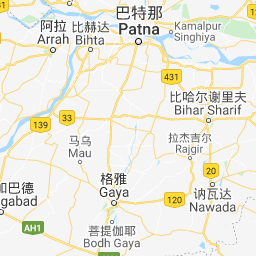 巴特那
Patna
阿拉
Arrah
比赫达
Bihta
Kamalpur
Singhiya
431
比哈尔谢里夫
Bihar Sharif
33
139
马乌
Mau
拉杰吉尔
Rajgir
20
格雅
Gaya
讷瓦达
Nawada
120
加巴德
gabad
AH1
菩提伽耶
Bodh Gaya